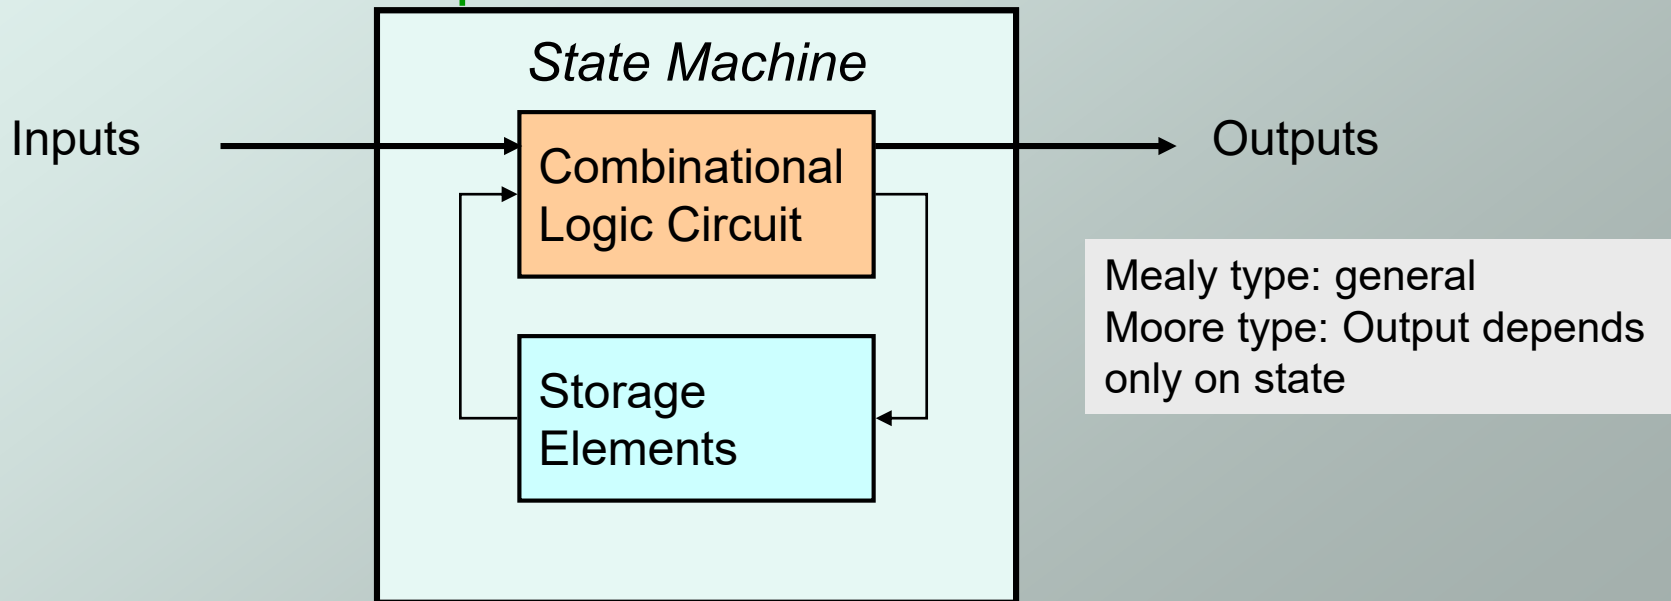 State Machine
Inputs
Combinational
Logic Circuit
Outputs
Mealy type: general
Moore type: Output depends
only on state
Storage
Elements